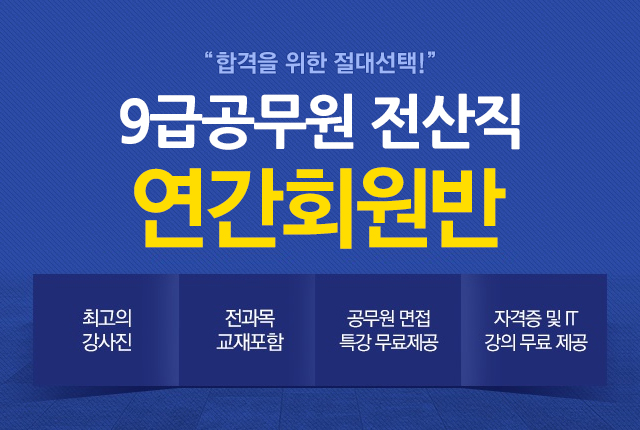 “합격을 위한 절대선택!”
9급공무원 전산직
연간회원반
최고의
강사진
전과목
교재포함
공무원 면접
특강 무료제공
자격증 및 IT
강의 무료 제공